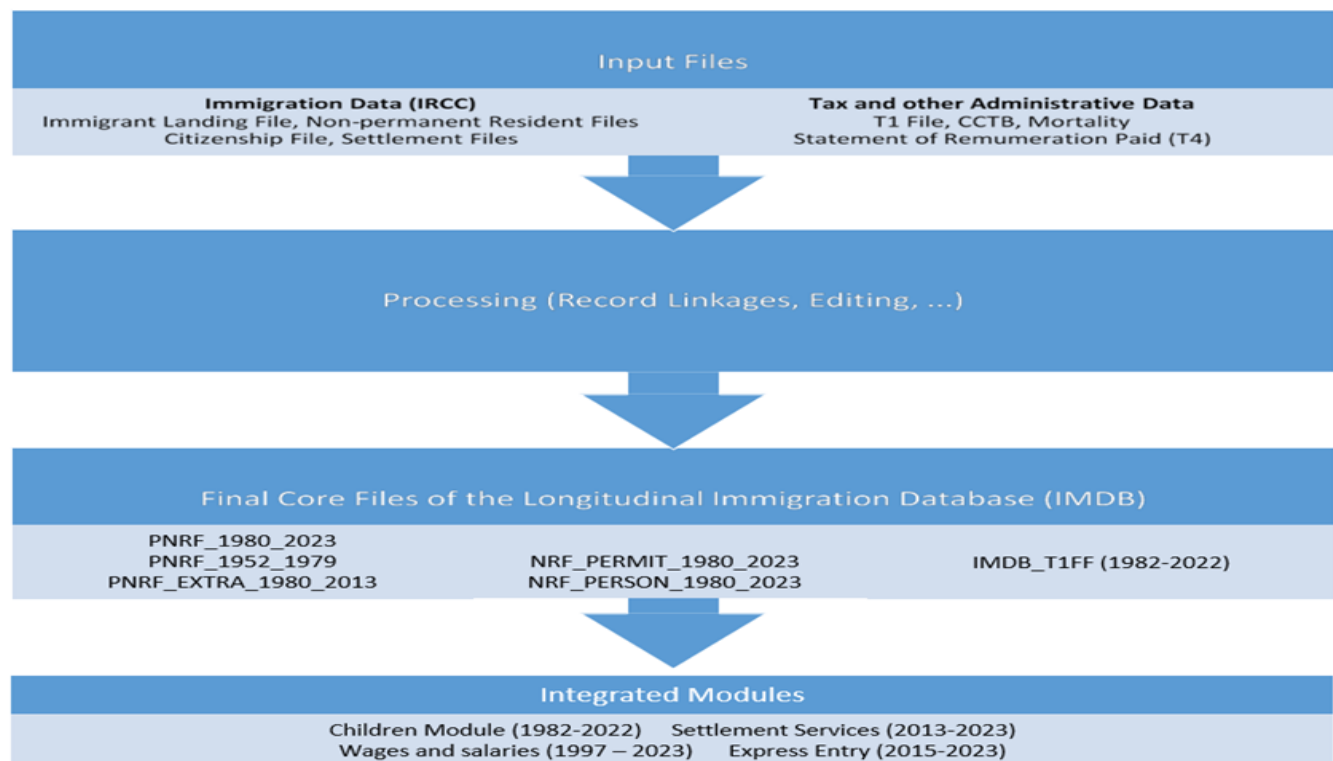 Input Files
Immigration Data (IRCC)
Immigrant Landing File, Non-permanent Resident Files
Citizenship File, Settlement Files
Tax and other Administrative Data
T1 File, CCTB, Mortality
Statement of Remumeration Paid (T4)
Processing (Record Linkages, Editing, ...)
Final Core Files of the Longitudinal Immigration Database (IMDB)
PNRF_1980_2023
PNRF_1952_1979
PNRF_EXTRA_1980_2013
NRF_PERMIT_1980_2023
NRF_PERSON_1980_2023
IMDB_T1FF (1982-2022)
Integrated Modules
Children Module (1982-2022) Settlement Services (2013-2023)
Wages and salaries (1997 – 2023) Express Entry (2015-2023)